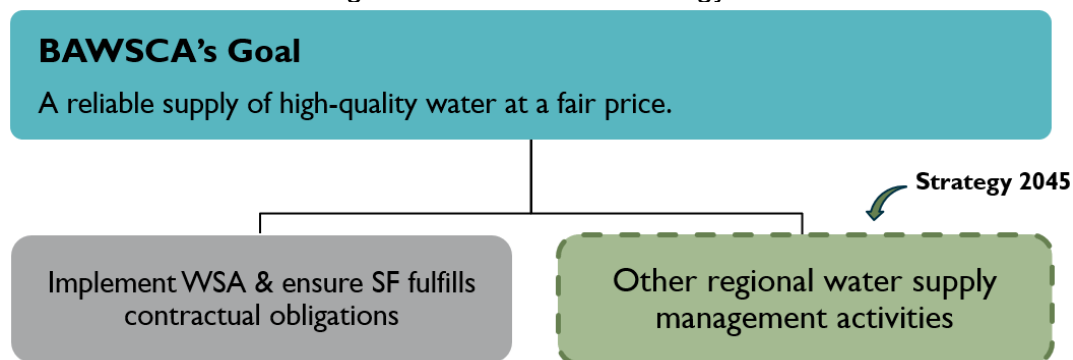 BAWSCA's Goal
A reliable supply of high-quality water at a fair price.
Strategy 2045
Implement WSA & ensure SF fulfills
contractual obligations
Other regional water supply
management activities